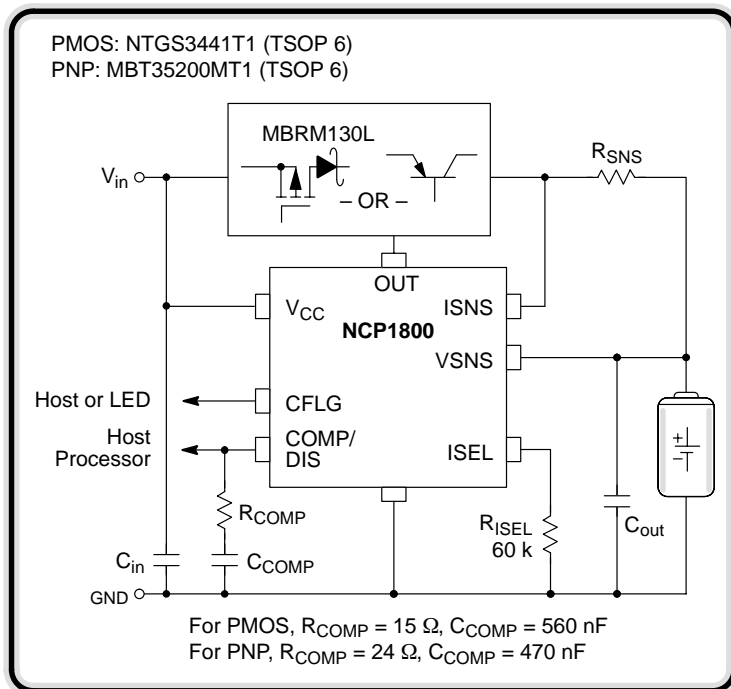 PMOS: NTGS3441T1 (TSOP 6)
PNP: MBT35200MT1 (TSOP 6)
MBRM130L
– OR –
Vin
RSNS
OUT
VCC
ISNS
NCP1800
VSNS
Host or LED
CFLG
Host
Processor
COMP/
DIS
ISEL
+
–
RCOMP
RISEL
60 k
Cout
Cin
CCOMP
GND
For PMOS, RCOMP = 15 Ω, CCOMP = 560 nF
For PNP, RCOMP = 24 Ω, CCOMP = 470 nF